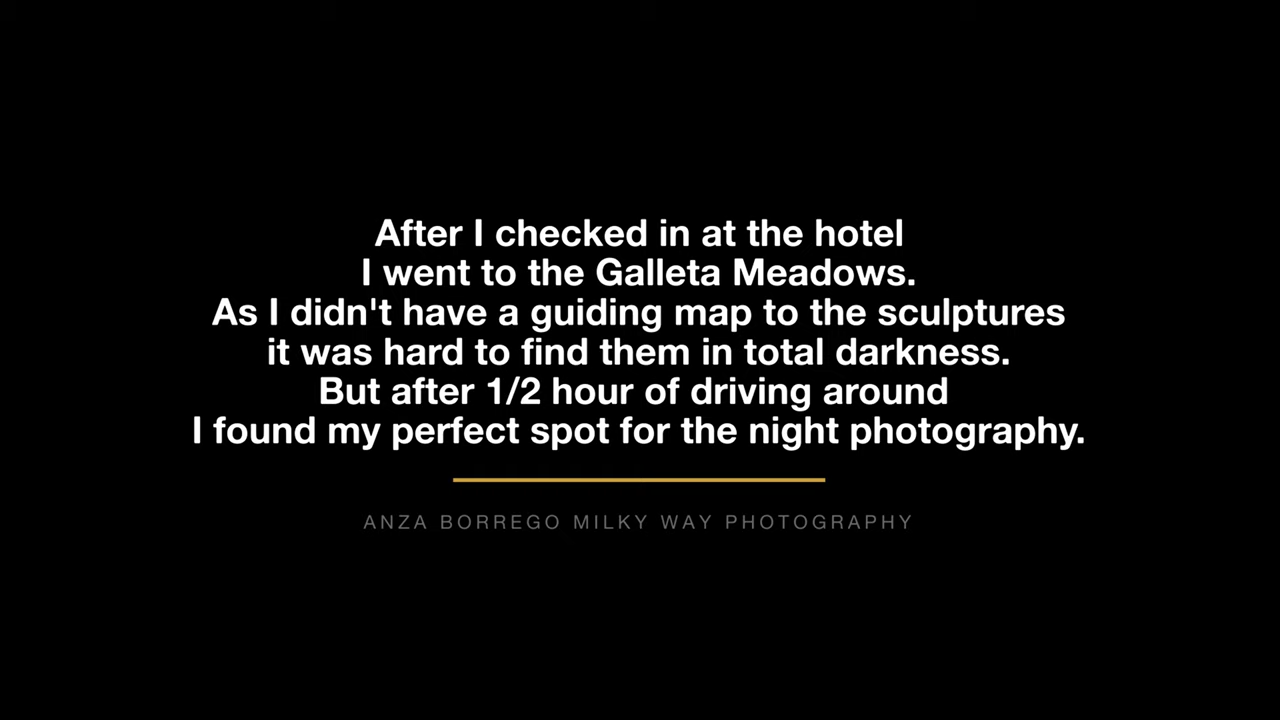 After I checked in at the hotel
I went to the Galleta Meadows.
As I didn't have a guiding map to the sculptures
it was hard to find them in total darkness.
But after 1/2 hour of driving around
I found my perfect spot for the night photography.
ANZA BORREGO MILKY WAY PHOTOGRAPHY